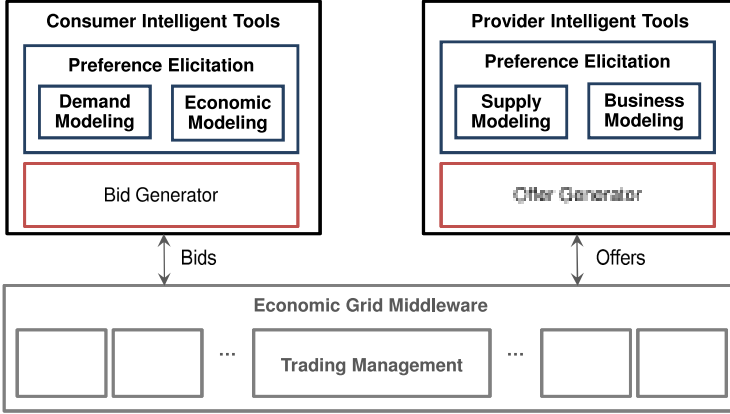 Consumer Intelligent Tools
Preference Elicitation
Demand
Modeling
Economic
Modeling
Bid Generator
Provider Intelligent Tools
Preference Elicitation
Supply
Modeling
Business
Modeling
Offer Generator
Bids
Offers
Economic Grid Middleware
...
Trading Management
...